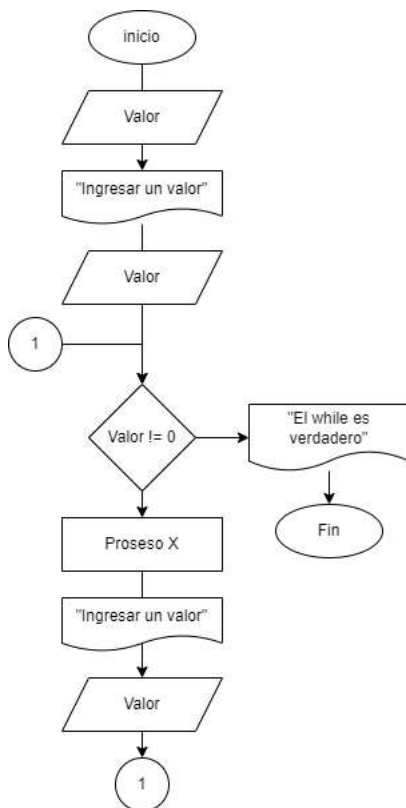 inicio
Valor
"Ingresar un valor"
Valor
1
Valor != 0
"El while es
verdadero"
Fin
Proseso X
"Ingresar un valor"
Valor
1